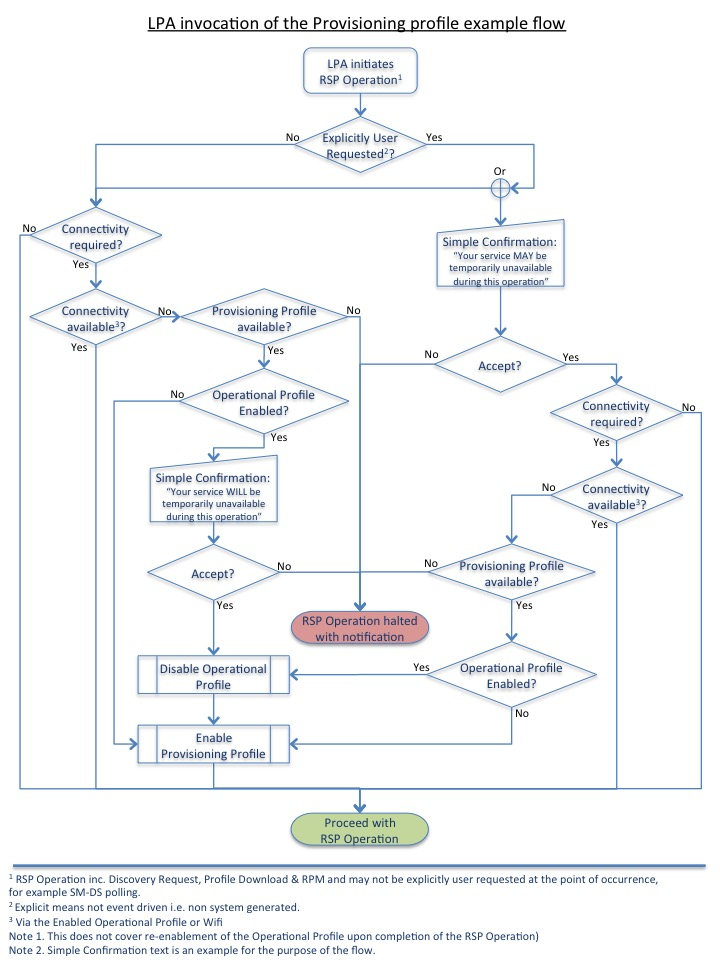 LPA invocation of the Provisioning profile example flow
LPA initiates
RSP Operation¹
No
Explicitly User
Requested²?
Yes
Or
No
Connectivity
required?
Yes
Simple Confirmation:
"Your service MAY be
temporarily unavailable
during this operation"
Connectivity
available³?
No
Yes
Provisioning Profile
available?
No
Yes
No
Accept?
Yes
No
Operational Profile
Enabled?
Yes
Connectivity
required?
No
Yes
Simple Confirmation:
"Your service WILL be
temporarily unavailable
during this operation"
No
Connectivity
available³?
Yes
Accept?
No
Yes
No
Provisioning Profile
available?
Yes
RSP Operation halted
with notification
Disable Operational
Profile
Yes
Operational Profile
Enabled?
No
Enable
Provisioning Profile
Proceed with
RSP Operation
¹ RSP Operation inc. Discovery Request, Profile Download & RPM and may not be explicitly user requested at the point of occurrence,
for example SM-DS polling.
² Explicit means not event driven i.e. non system generated.
³ Via the Enabled Operational Profile or Wifi
Note 1. This does not cover re-enablement of the Operational Profile upon completion of the RSP Operation)
Note 2. Simple Confirmation text is an example for the purpose of the flow.